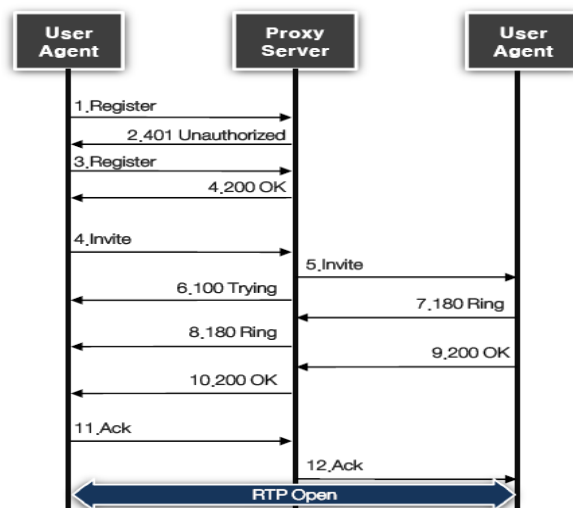 User
Agent
Proxy
Server
User
Agent
1.Register
2.401 Unauthorized
3.Register
4.200 OK
4.Invite
5.Invite
6.100 Trying
7.180 Ring
8.180 Ring
9.200 OK
10.200 OK
11.Ack
12.Ack
RTP Open